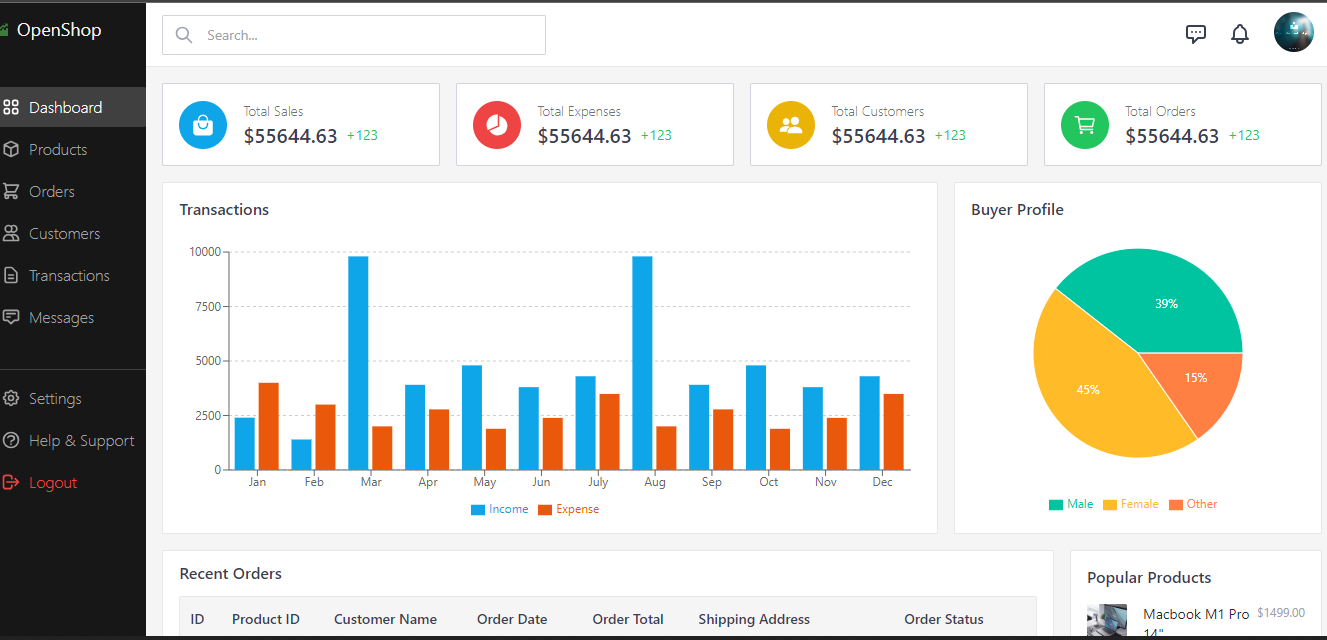 OpenShop
Search...
Dashboard
Products
Orders
Customers
Transactions
Messages
Settings
Help & Support
Logout
Total Sales
$55644.63 +123
Total Expenses
$55644.63 +123
Total Customers
$55644.63 +123
Total Orders
$55644.63 +123
Transactions
10000
7500
5000
2500
0
Jan Feb Mar Apr May Jun July Aug Sep Oct Nov Dec
Income Expense
Buyer Profile
39%
45%
15%
Male Female Other
Recent Orders
ID Product ID Customer Name Order Date Order Total Shipping Address Order Status
Popular Products
Macbook M1 Pro $1499.00
14"